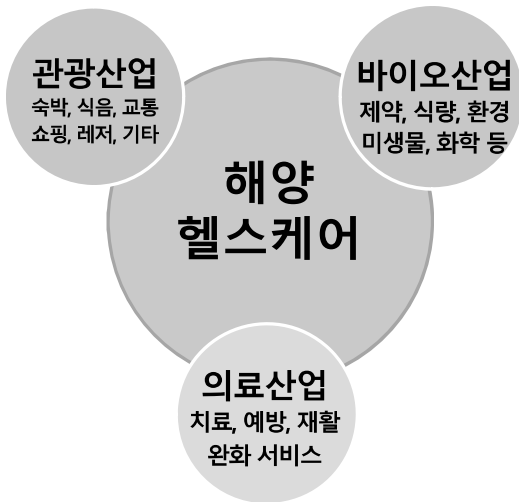 관광산업
숙박, 식음, 교통
쇼핑, 레저, 기타
바이오산업
제약, 식량, 환경
미생물, 화학 등
해양
헬스케어
의료산업
치료, 예방, 재활
완화 서비스